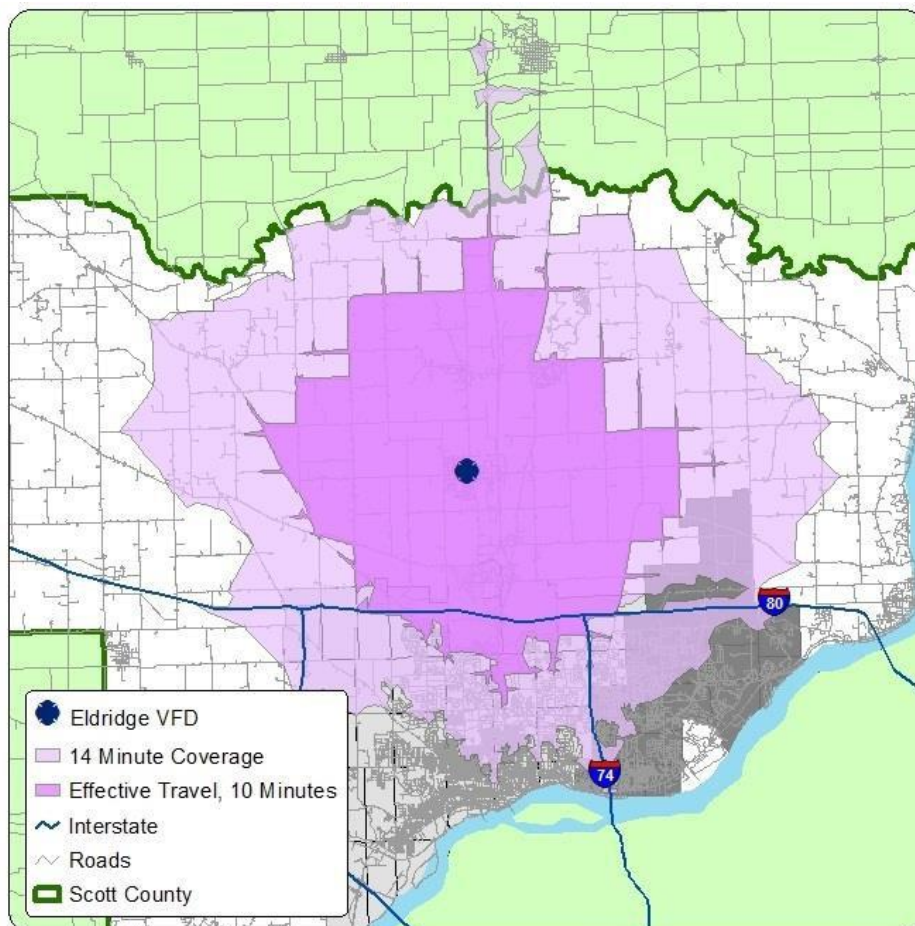 80
74
Eldridge VFD
14 Minute Coverage
Effective Travel, 10 Minutes
Interstate
Roads
Scott County